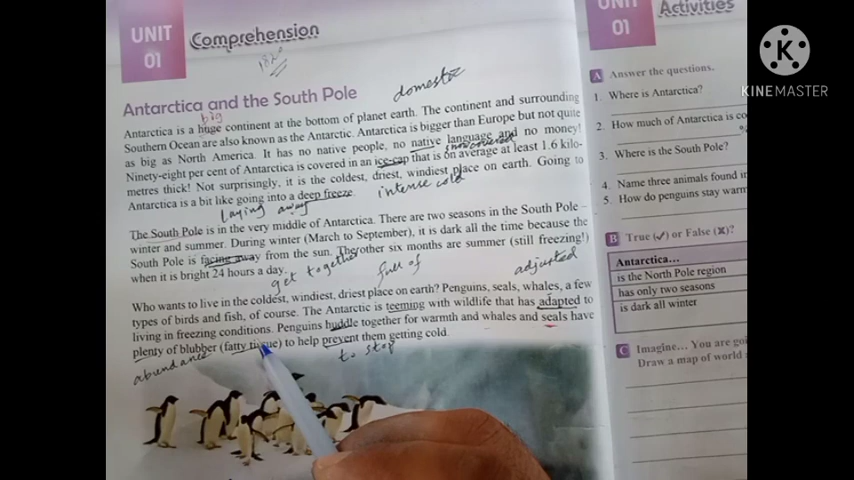 UNIT
01
Comprehension
1820
Antarctica and the South Pole
domestic
big
Antarctica is a huge continent at the bottom of planet earth. The continent and surrounding
Southern Ocean are also known as the Antarctic. Antarctica is bigger than Europe but not quite
as big as North America. It has no native people, no native language and no money!
snow covered
Ninety-eight per cent of Antarctica is covered in an ice-cap that is on average at least 1.6 kilo-
metres thick! Not surprisingly, it is the coldest, driest, windiest place on earth. Going to
Antarctica is a bit like going into a deep freeze.
intense cold
Laying away
The South Pole is in the very middle of Antarctica. There are two seasons in the South Pole –
winter and summer. During winter (March to September), it is dark all the time because the
South Pole is facing away from the sun. The other six months are summer (still freezing!)
when it is bright 24 hours a day.
get together
full of
adjusted
Who wants to live in the coldest, windiest, driest place on earth? Penguins, seals, whales, a few
types of birds and fish, of course. The Antarctic is teeming with wildlife that has adapted to
living in freezing conditions. Penguins huddle together for warmth and whales and seals have
plenty of blubber (fatty tissue) to help prevent them getting cold.
abundance
to stop
UNIT
01
Activities
A Answer the questions.
1. Where is Antarctica?
2. How much of Antarctica is co
%
3. Where is the South Pole?
4. Name three animals found i
5. How do penguins stay warm
B True (✓) or False (✗)?
Antarctica...
is the North Pole region
has only two seasons
is dark all winter
C Imagine... You are goi
Draw a map of world
K
KINEMASTER